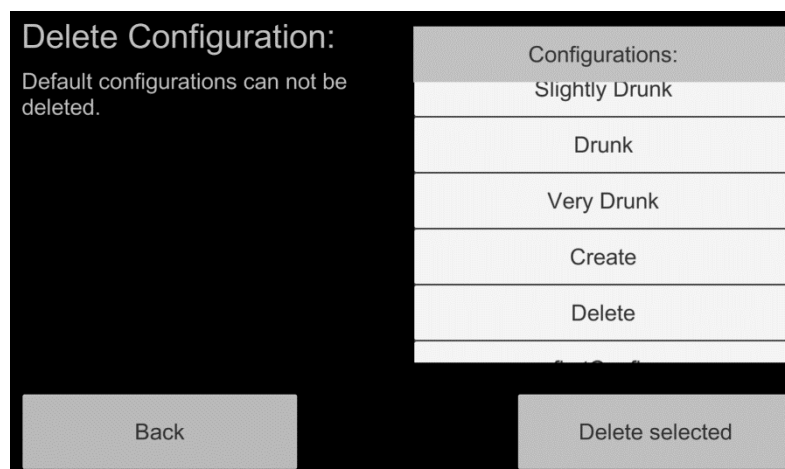 Delete Configuration:
Default configurations can not be
deleted.
Configurations:
Slightly Drunk
Drunk
Very Drunk
Create
Delete
Back
Delete selected